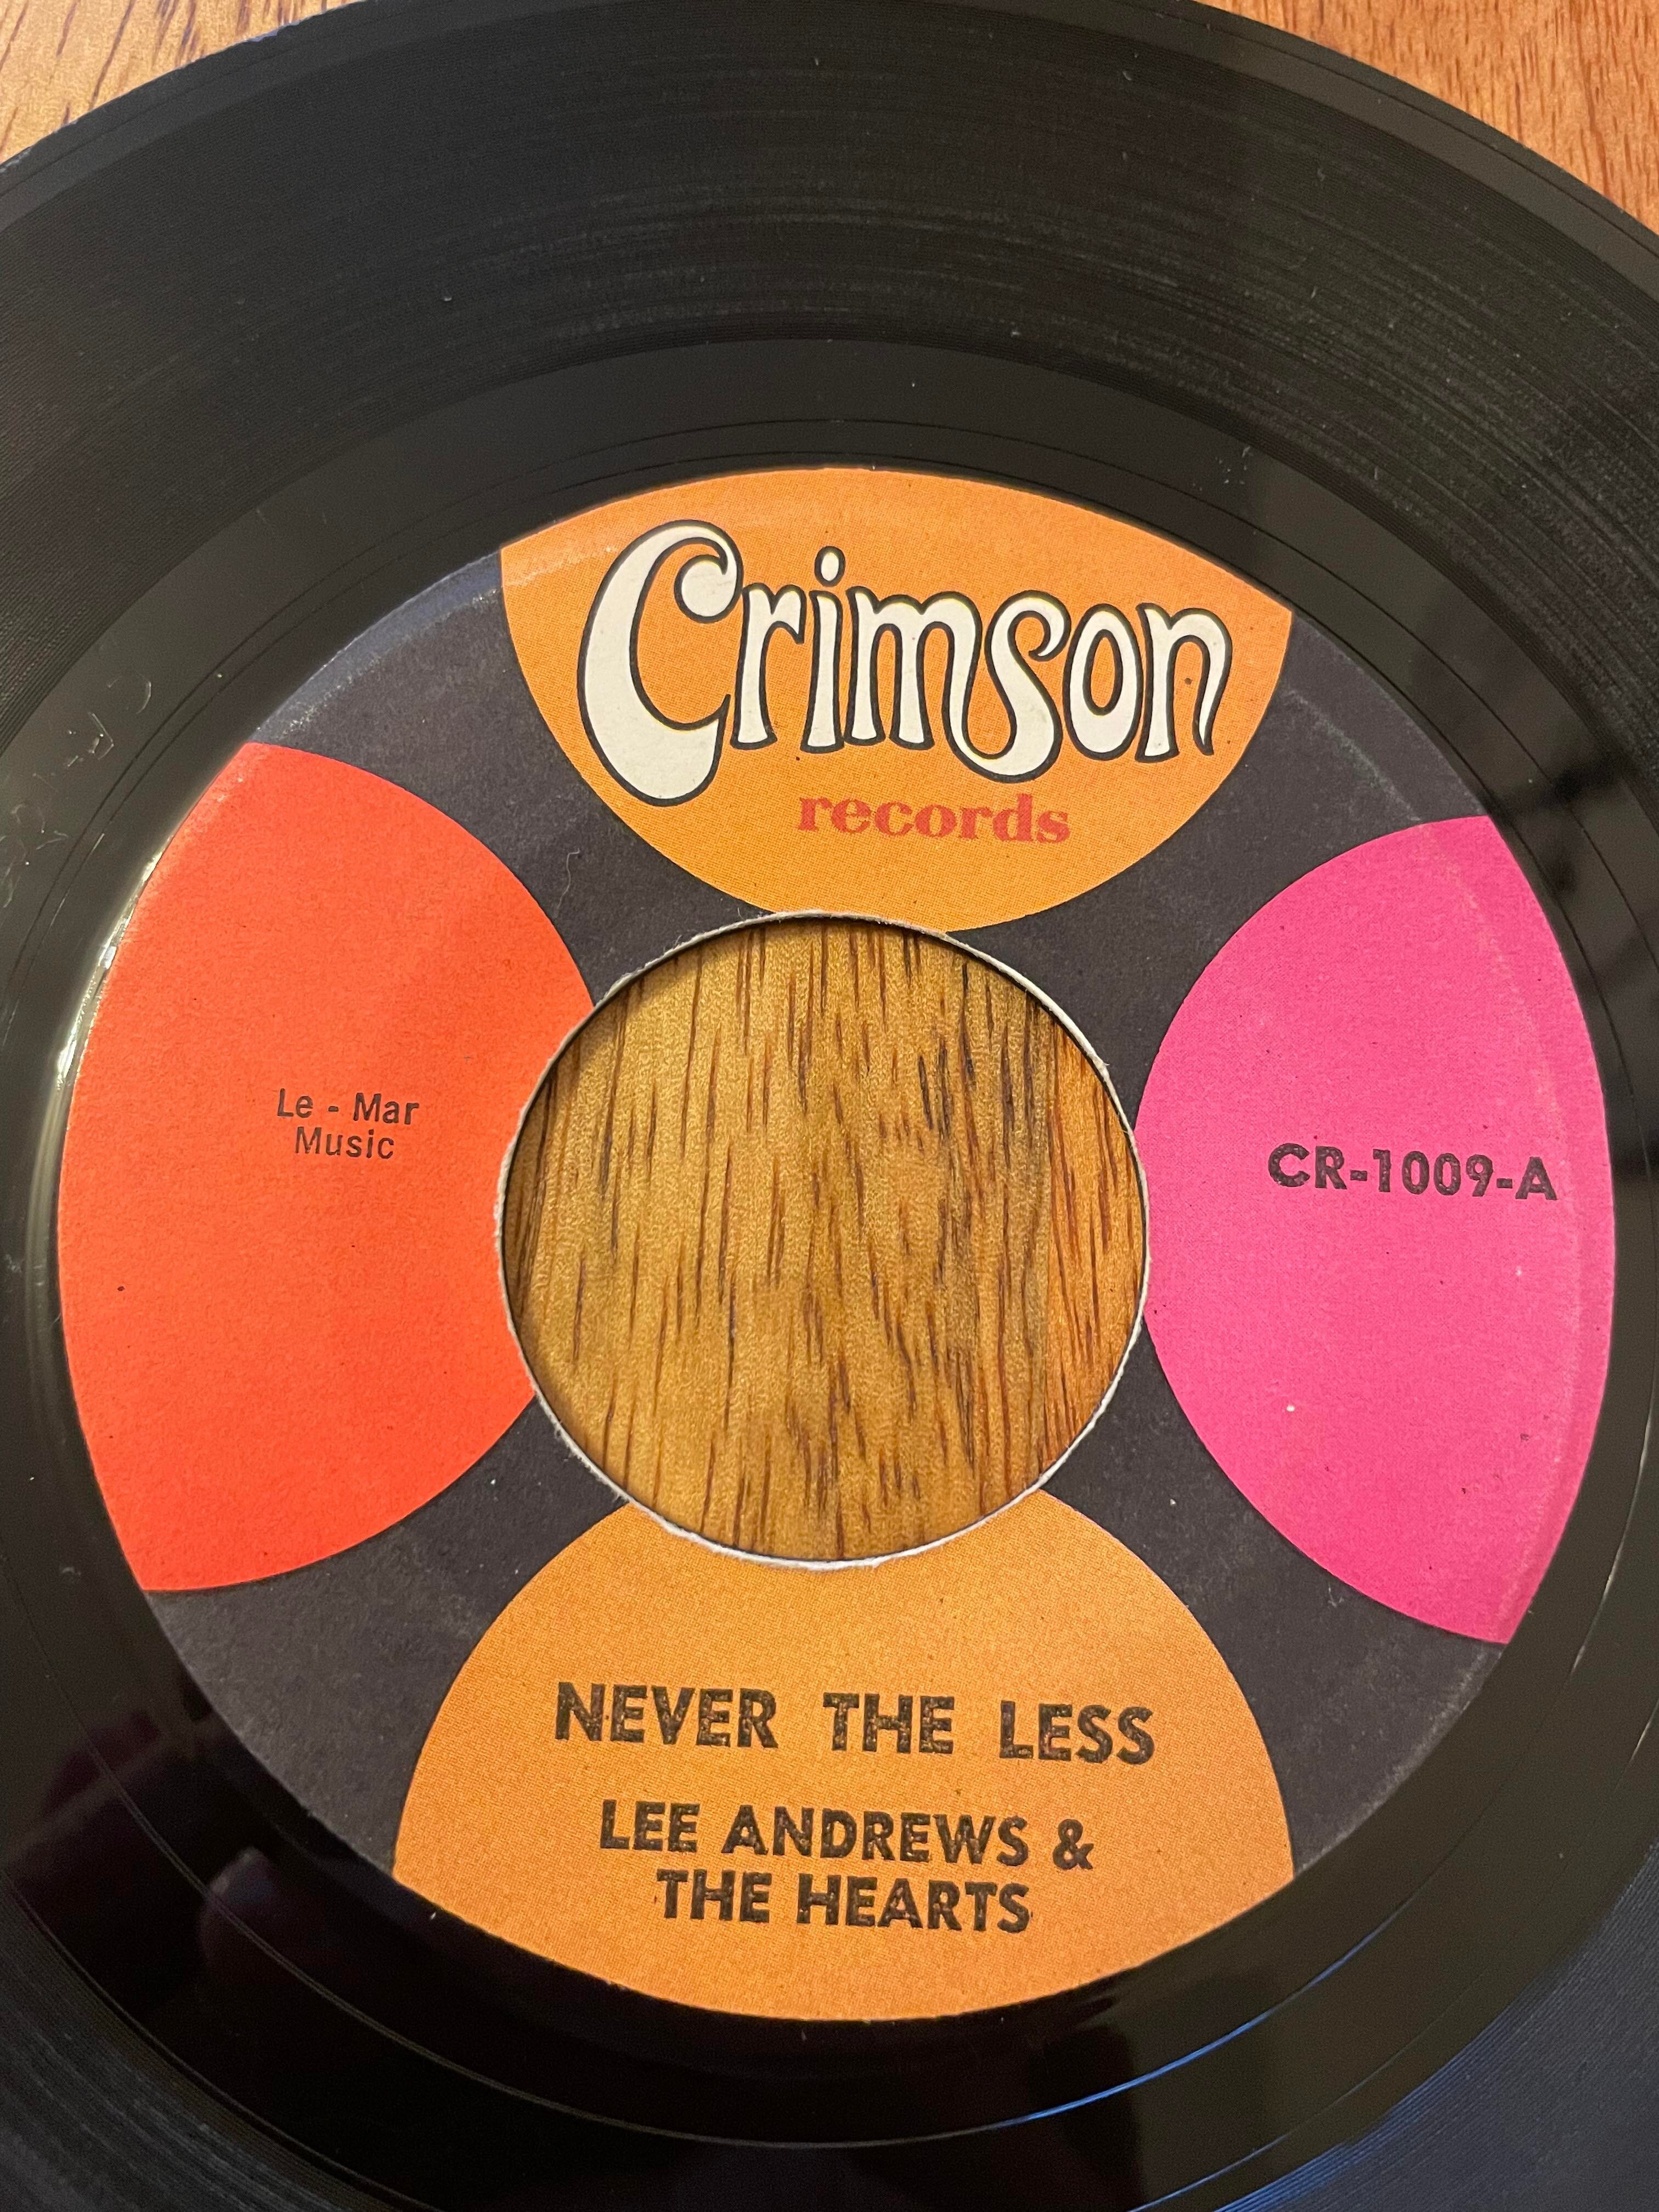 Crimson
records
Le - Mar
Music
CR-1009-A
NEVER THE LESS
LEE ANDREWS &
THE HEARTS